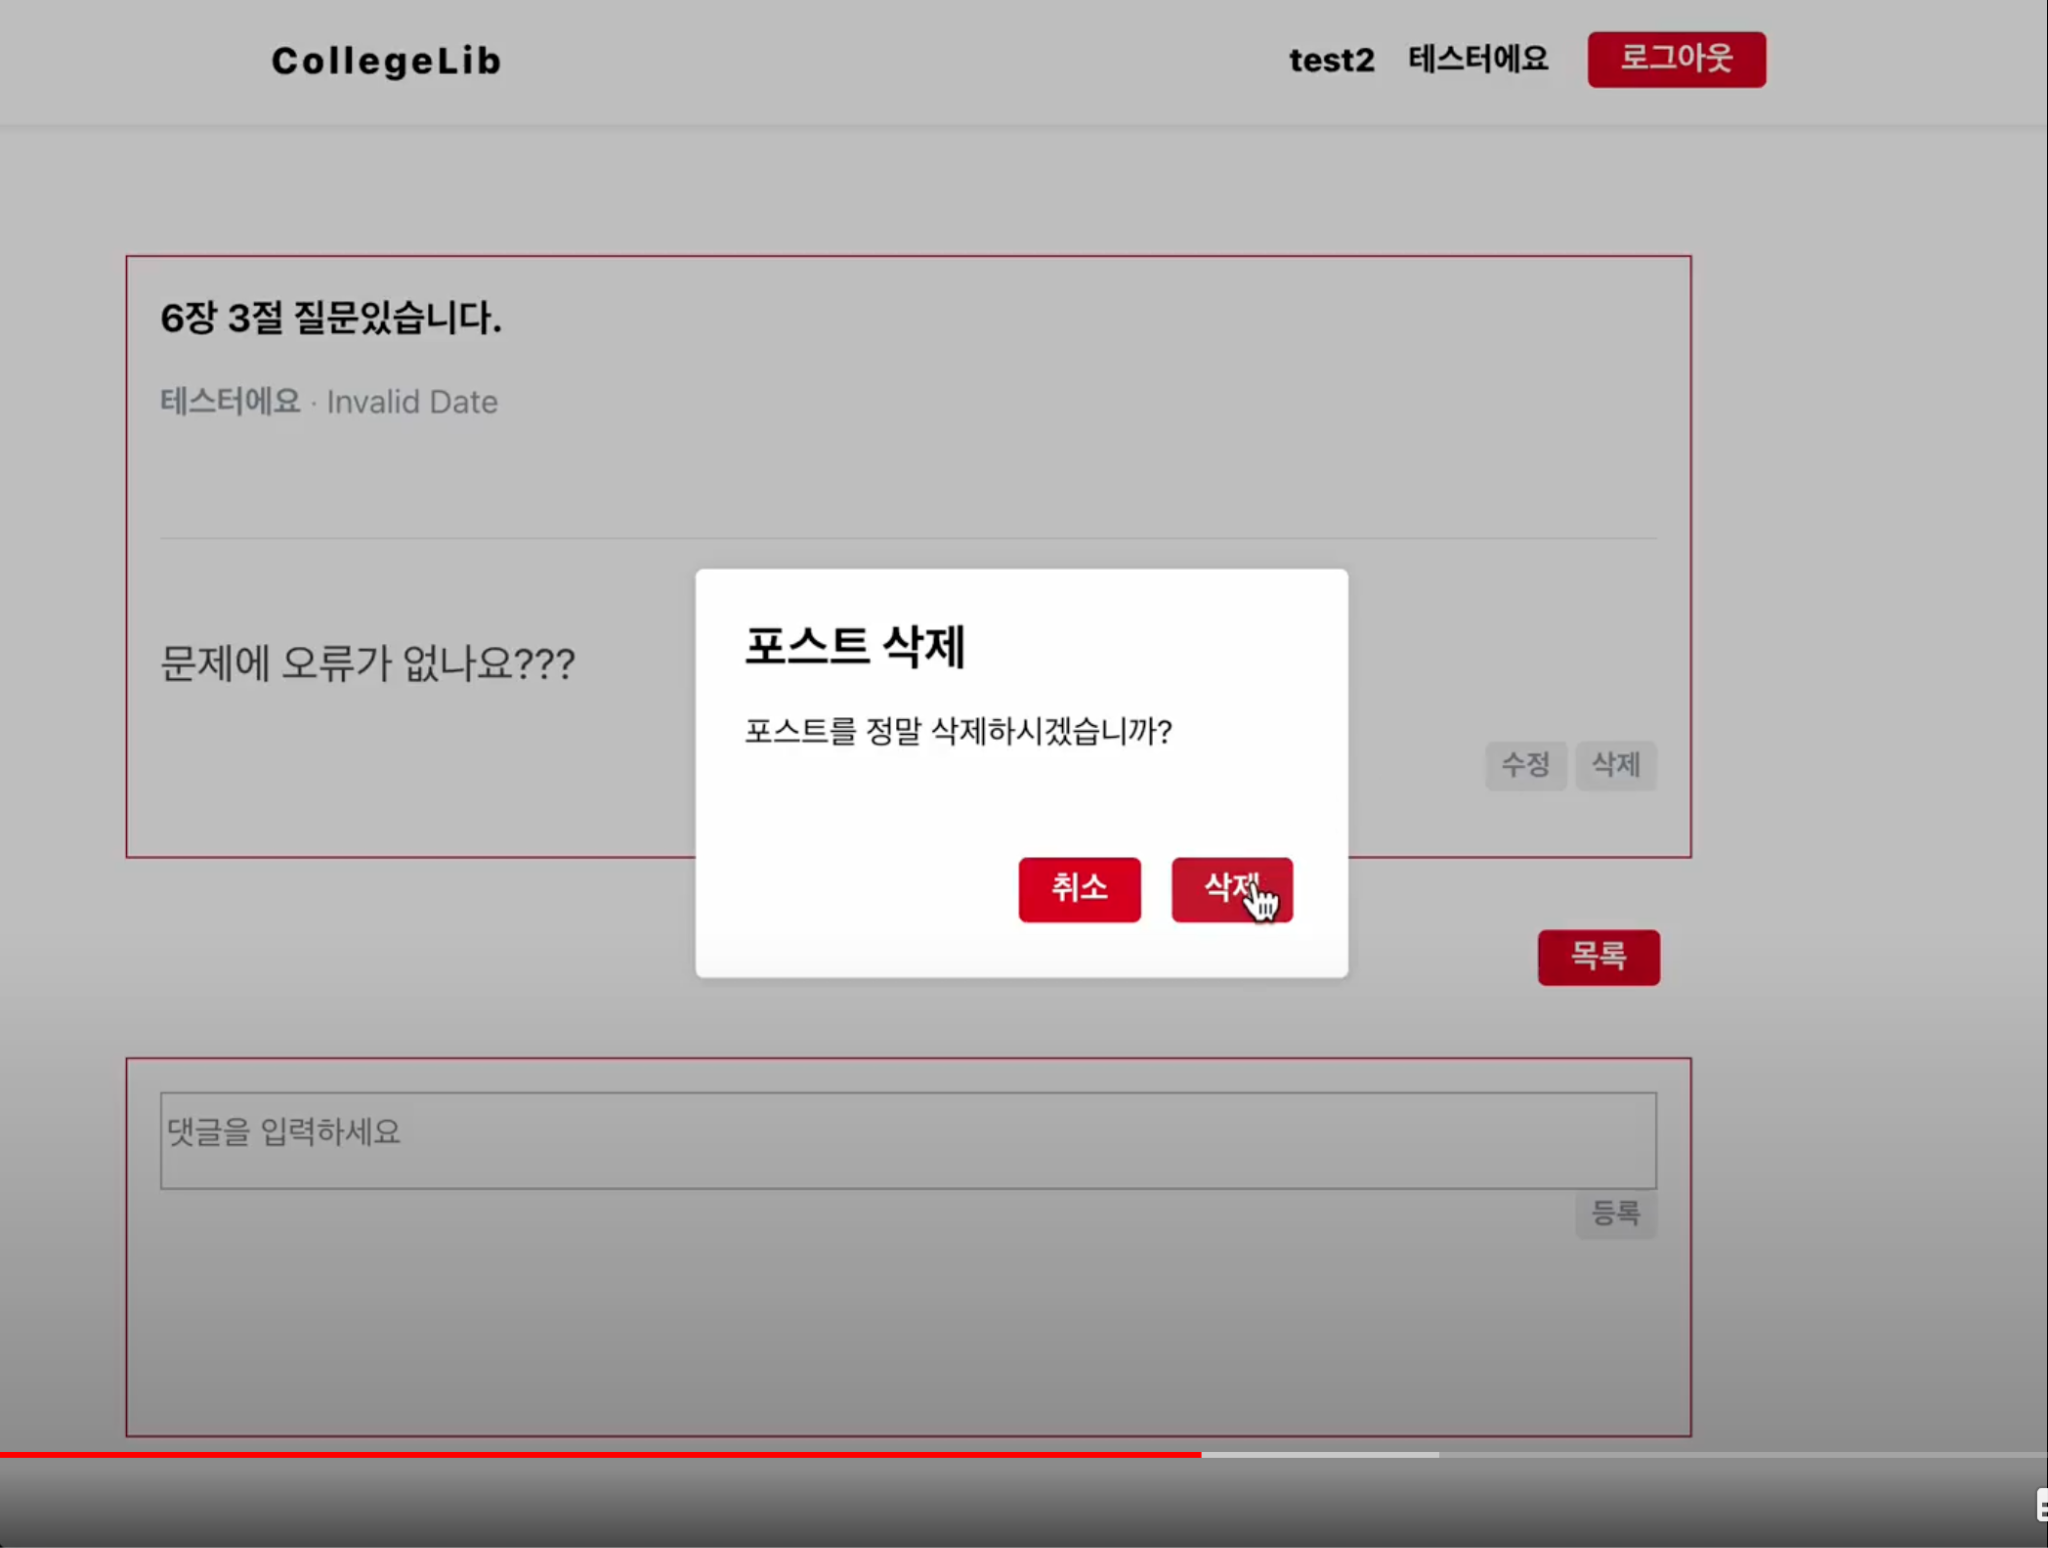 CollegeLib
test2 테스터에요 로그아웃
6장 3절 질문있습니다.
테스터에요 · Invalid Date
문제에 오류가 없나요???
포스트 삭제
포스트를 정말 삭제하시겠습니까?
수정 삭제
취소 삭제
목록
댓글을 입력하세요
등록